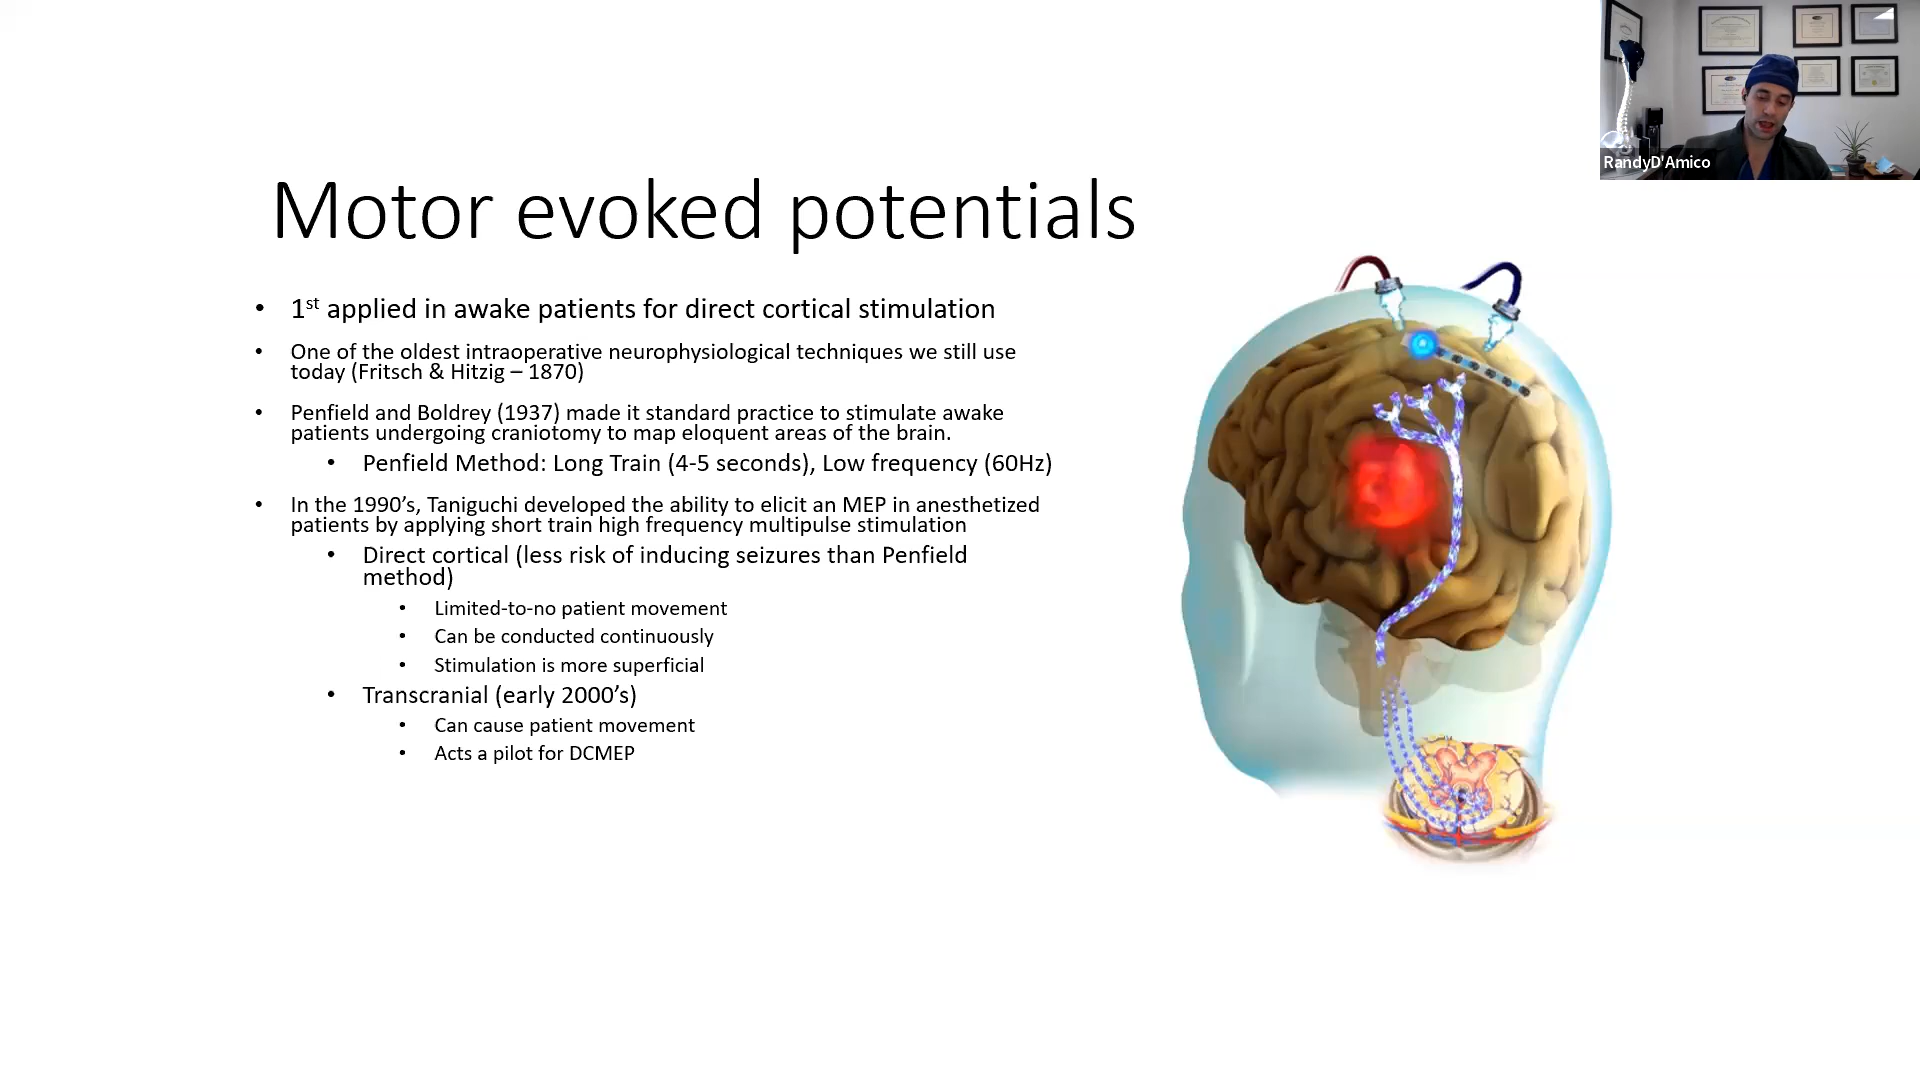 RandyD'Amico
Motor evoked potentials
• 1st applied in awake patients for direct cortical stimulation
• One of the oldest intraoperative neurophysiological techniques we still use
today (Fritsch & Hitzig – 1870)
• Penfield and Boldrey (1937) made it standard practice to stimulate awake
patients undergoing craniotomy to map eloquent areas of the brain.
• Penfield Method: Long Train (4-5 seconds), Low frequency (60Hz)
• In the 1990’s, Taniguchi developed the ability to elicit an MEP in anesthetized
patients by applying short train high frequency multipulse stimulation
• Direct cortical (less risk of inducing seizures than Penfield
method)
• Limited-to-no patient movement
• Can be conducted continuously
• Stimulation is more superficial
• Transcranial (early 2000’s)
• Can cause patient movement
• Acts a pilot for DCMEP